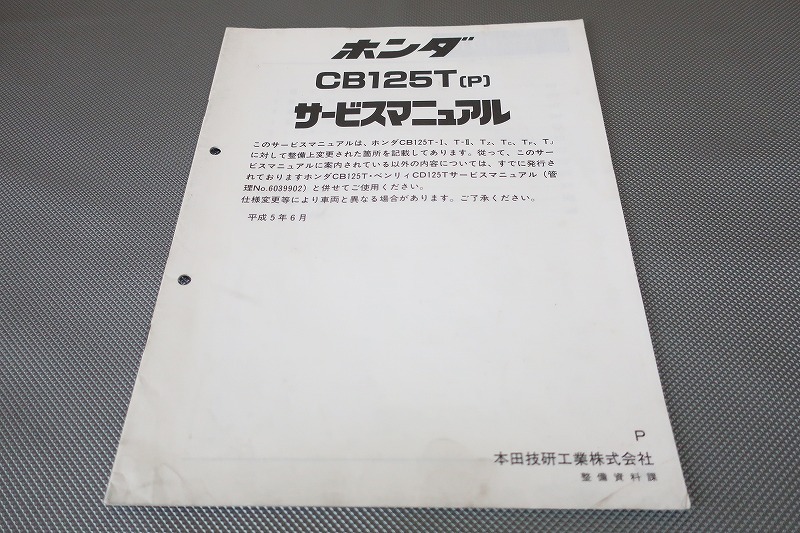 ホンダ
CB125T(P)
サービスマニュアル
このサービスマニュアルは、ホンダCB125T-Ⅰ、T-Ⅱ、TZ、TC、TF、TJ
に対して整備上変更された箇所を記載してあります。従って、このサー
ビスマニュアルに案内されている以外の内容については、すでに発行さ
れておりますホンダCB125T・ベンリィCD125Tサービスマニュアル（管
理No.6039902）と併せてご使用ください。
仕様変更等により車両と異なる場合があります。ご了承ください。
平成5年6月
P
本田技研工業株式会社
整備資料課